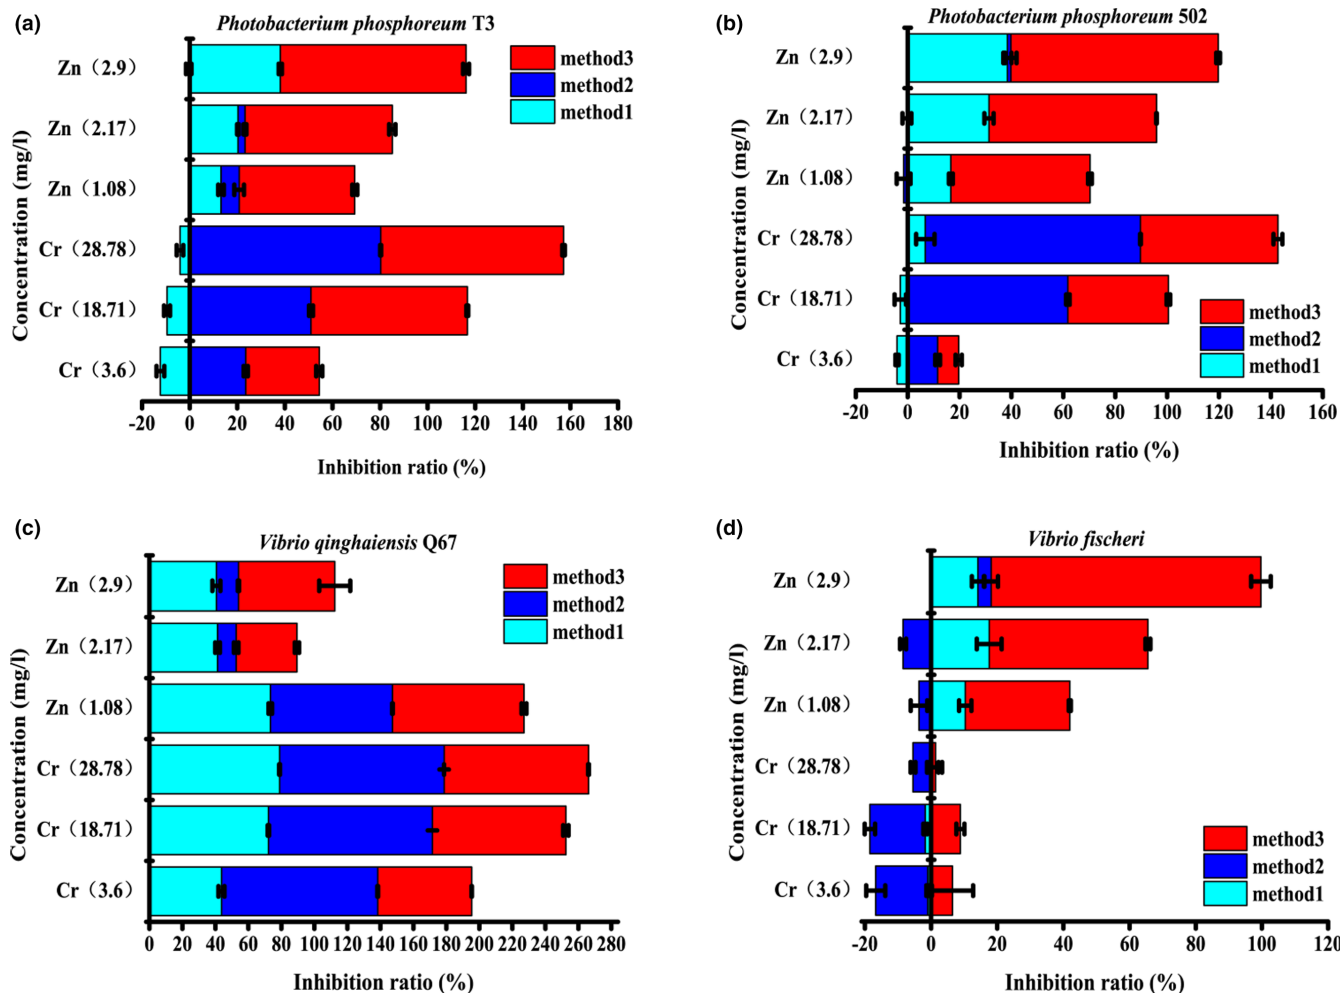 (a)
Photobacterium phosphoreum T3
method3
method2
method1
Concentration (mg/l)
Zn（2.9）
Zn（2.17）
Zn（1.08）
Cr（28.78）
Cr（18.71）
Cr（3.6）
-20 0 20 40 60 80 100 120 140 160 180
Inhibition ratio (%)
(b)
Photobacterium phosphoreum 502
Concentration (mg/l)
Zn（2.9）
Zn（2.17）
Zn（1.08）
Cr（28.78）
Cr（18.71）
Cr（3.6）
method3
method2
method1
-20 0 20 40 60 80 100 120 140 160
Inhibition ratio (%)
(c)
Vibrio qinghaiensis Q67
method3
method2
method1
Concentration (mg/l)
Zn（2.9）
Zn（2.17）
Zn（1.08）
Cr（28.78）
Cr（18.71）
Cr（3.6）
0 20 40 60 80 100 120 140 160 180 200 220 240 260 280
Inhibition ratio (%)
(d)
Vibrio fischeri
Concentration (mg/l)
Zn（2.9）
Zn（2.17）
Zn（1.08）
Cr（28.78）
Cr（18.71）
Cr（3.6）
method3
method2
method1
-20 0 20 40 60 80 100 120
Inhibition ratio (%)